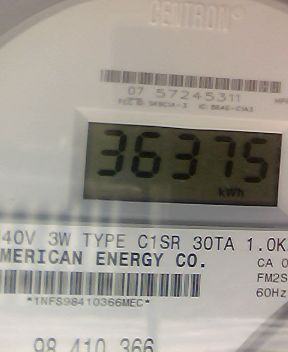 CENTRON®
07 57245311
36375
kWh
40V 3W TYPE C1SR 30TA 1.0K
MERICAN ENERGY CO.
CA 0
FM2S
60Hz
*1NFS98410366MEC*
98 410 366